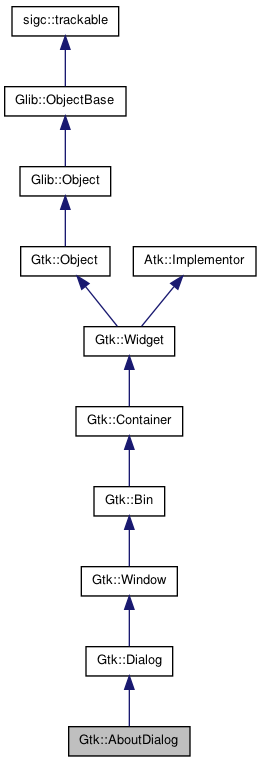 sigc::trackable
Glib::ObjectBase
Glib::Object
Gtk::Object
Atk::Implementor
Gtk::Widget
Gtk::Container
Gtk::Bin
Gtk::Window
Gtk::Dialog
Gtk::AboutDialog